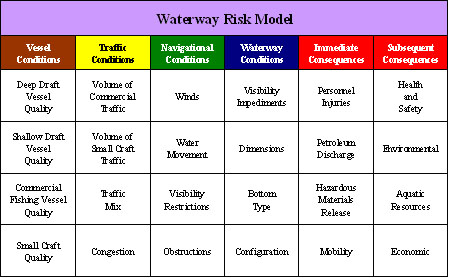 Waterway Risk Model
Vessel Conditions
Traffic Conditions
Navigational Conditions
Waterway Conditions
Immediate Consequences
Subsequent Consequences
Deep Draft Vessel Quality
Volume of Commercial Traffic
Winds
Visibility Impediments
Personnel Injuries
Health and Safety
Shallow Draft Vessel Quality
Volume of Small Craft Traffic
Water Movement
Dimensions
Petroleum Discharge
Environmental
Commercial Fishing Vessel Quality
Traffic Mix
Visibility Restrictions
Bottom Type
Hazardous Materials Release
Aquatic Resources
Small Craft Quality
Congestion
Obstructions
Configuration
Mobility
Economic